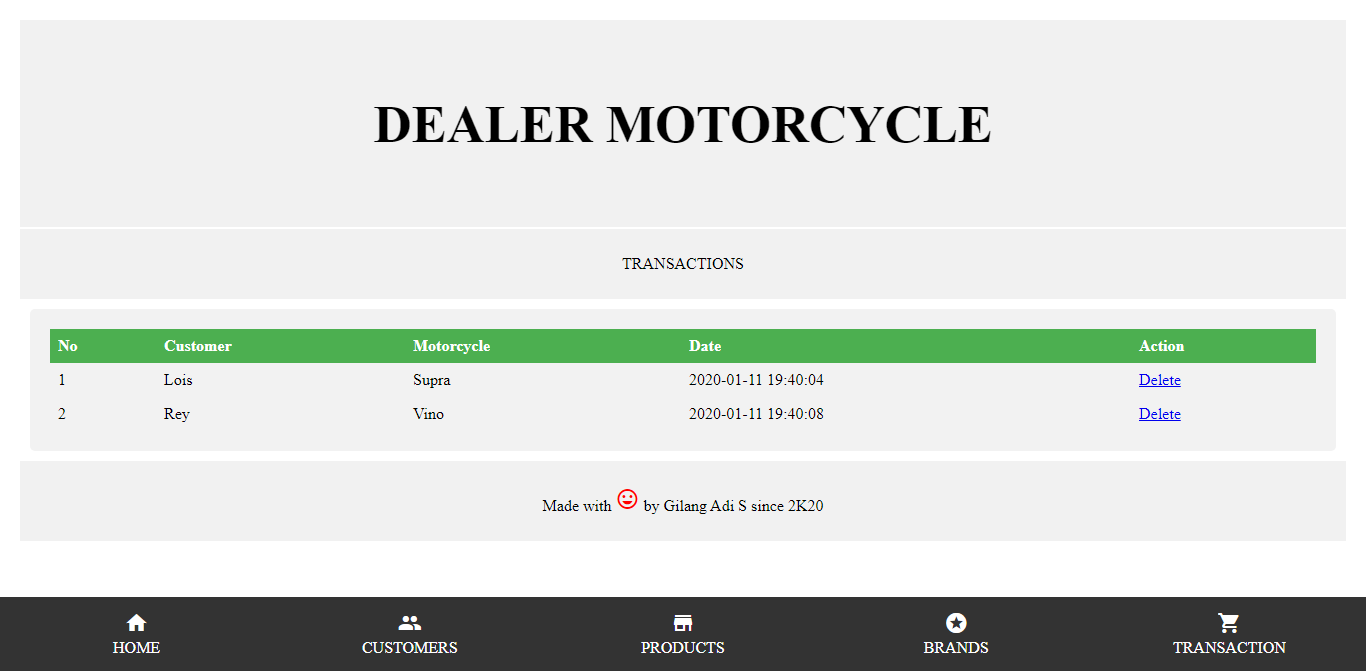 DEALER MOTORCYCLE
TRANSACTIONS
No Customer Motorcycle Date Action
1 Lois Supra 2020-01-11 19:40:04 Delete
2 Rey Vino 2020-01-11 19:40:08 Delete
Made with by Gilang Adi S since 2K20
HOME CUSTOMERS PRODUCTS BRANDS TRANSACTION